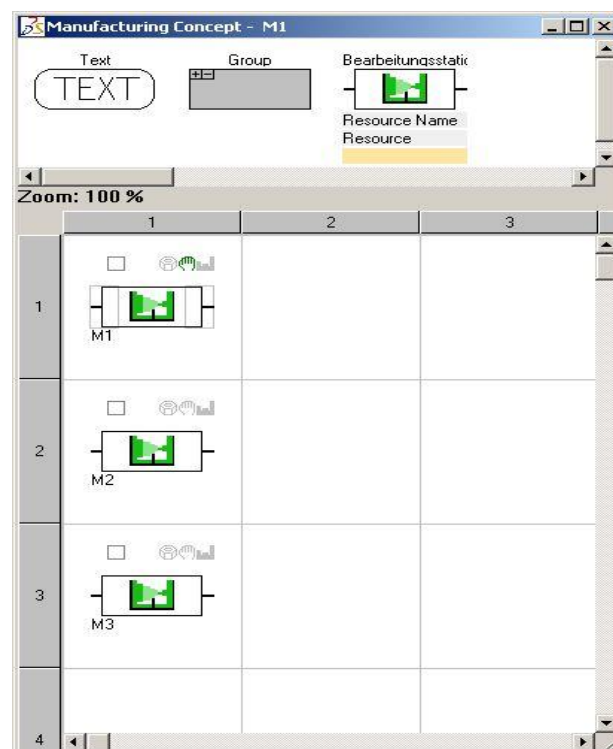 Manufacturing Concept - M1
Text Group Bearbeitungsstatic
TEXT
Resource Name
Resource
Zoom: 100 %
1 2 3
1
M1
2
M2
3
M3
4